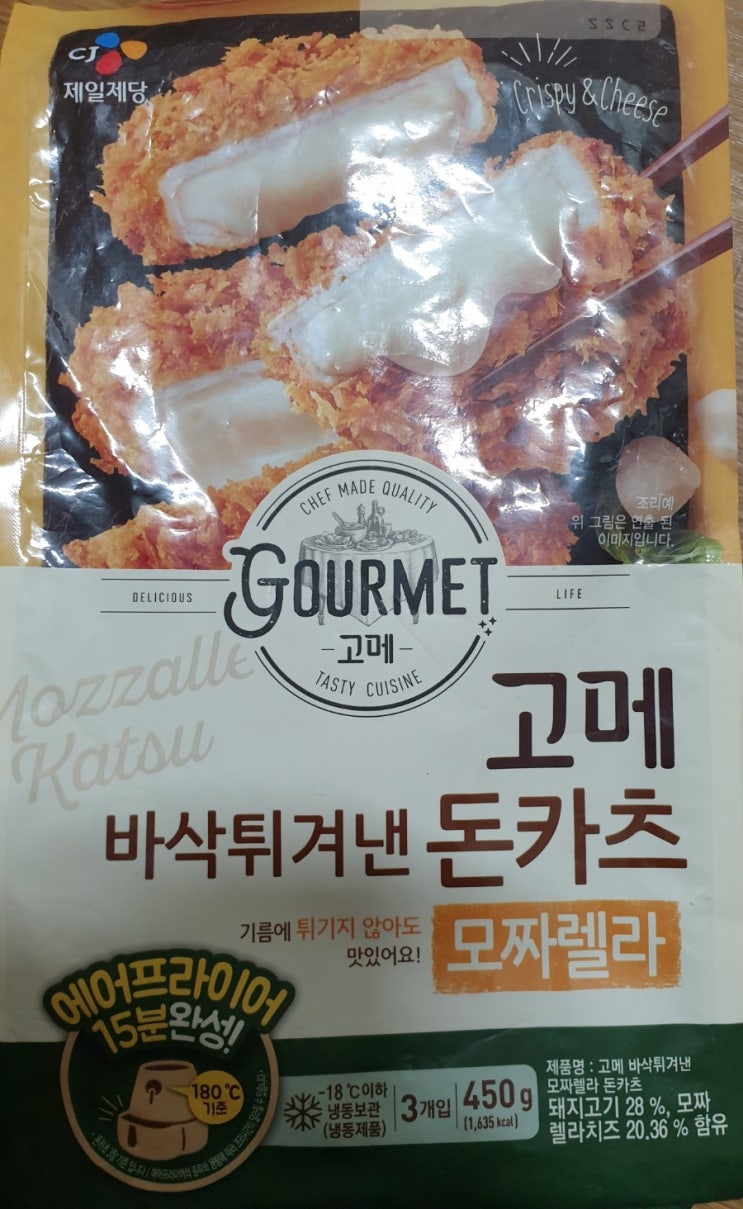 22C5
CJ
제일제당
Crispy & Cheese
조리예
위 그림은 연출 된
이미지입니다.
CHEF MADE QUALITY
DELICIOUS
GOURMET
LIFE
고메
TASTY CUISINE
Mozzalle
Katsu
고메
바삭튀겨낸 돈카츠
기름에 튀기지 않아도
맛있어요!
모짜렐라
에어프라이어
15분완성!
180℃
기준
-18℃이하
냉동보관
(냉동제품)
3개입
450g
(1,635 kcal)
제품명 : 고메 바삭튀겨낸
모짜렐라 돈카츠
돼지고기 28 %, 모짜
렐라치즈 20.36 % 함유